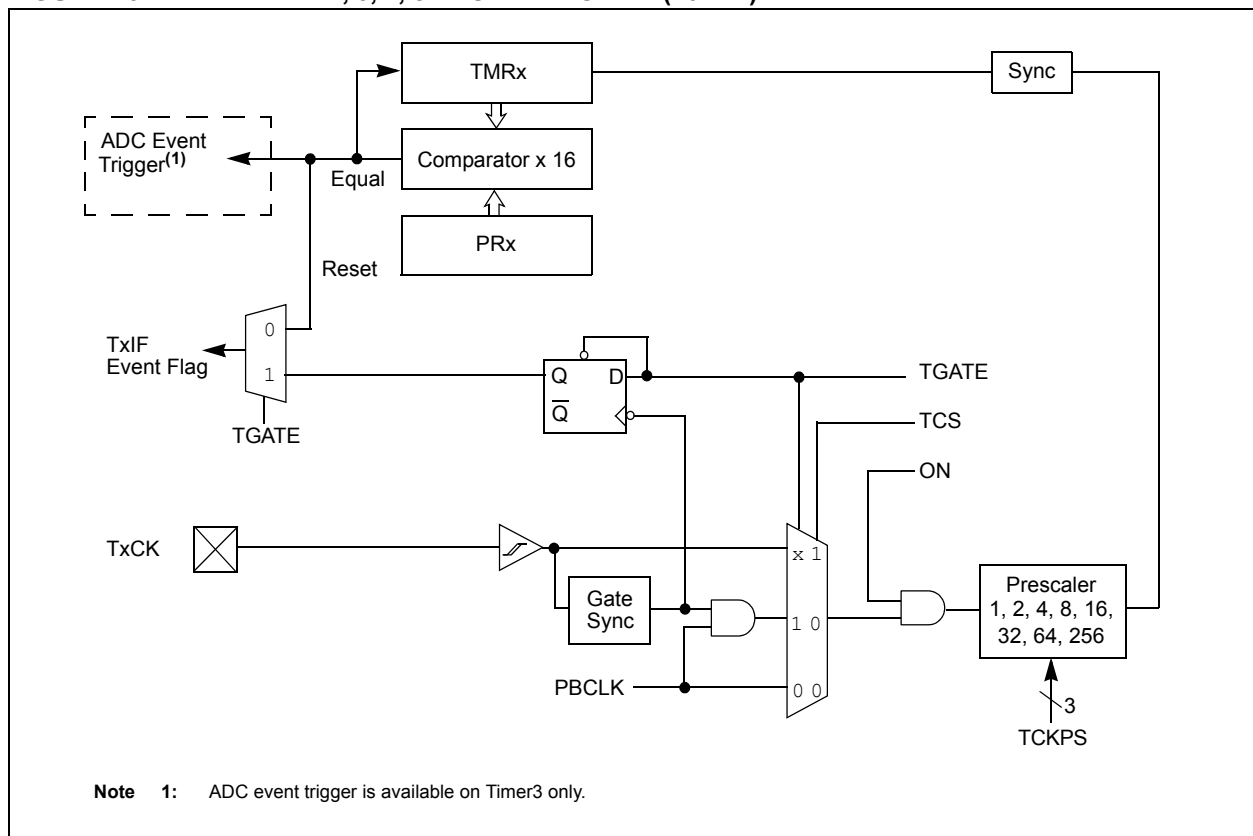 TMRx
Sync
ADC Event
Trigger(1)
Equal
Comparator x 16
PRx
Reset
TxIF
Event Flag
0
1
TGATE
Q
D
Q
TGATE
TCS
ON
TxCK
x 1
Gate
Sync
1 0
PBCLK
0 0
Prescaler
1, 2, 4, 8, 16,
32, 64, 256
3
TCKPS
Note 1: ADC event trigger is available on Timer3 only.